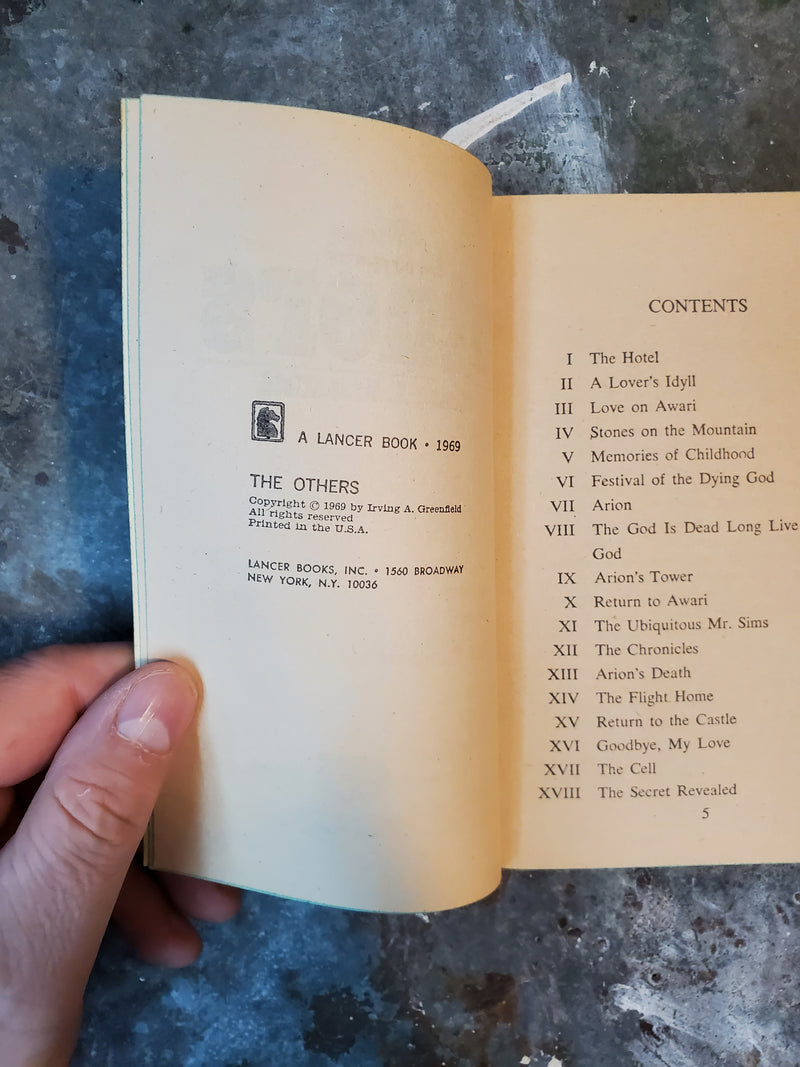 A LANCER BOOK • 1969
THE OTHERS
Copyright © 1969 by Irving A. Greenfield
All rights reserved
Printed in the U.S.A.
LANCER BOOKS, INC. • 1560 BROADWAY
NEW YORK, N.Y. 10036
CONTENTS
I The Hotel
II A Lover's Idyll
III Love on Awari
IV Stones on the Mountain
V Memories of Childhood
VI Festival of the Dying God
VII Arion
VIII The God Is Dead Long Live
God
IX Arion's Tower
X Return to Awari
XI The Ubiquitous Mr. Sims
XII The Chronicles
XIII Arion's Death
XIV The Flight Home
XV Return to the Castle
XVI Goodbye, My Love
XVII The Cell
XVIII The Secret Revealed
5